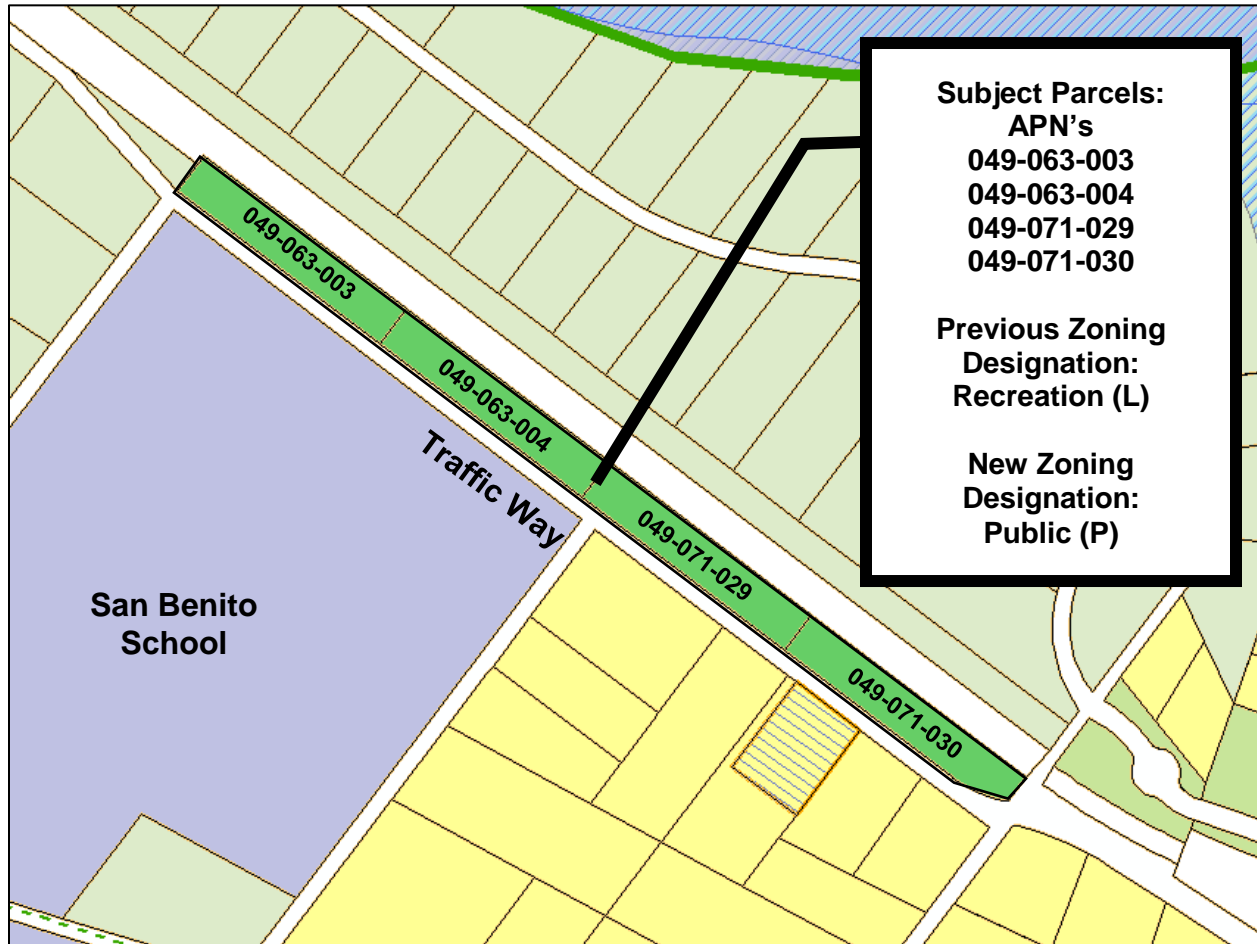 Subject Parcels:
APN's
049-063-003
049-063-004
049-071-029
049-071-030
Previous Zoning
Designation:
Recreation (L)
New Zoning
Designation:
Public (P)
049-063-003
049-063-004
049-071-029
049-071-030
Traffic Way
San Benito
School